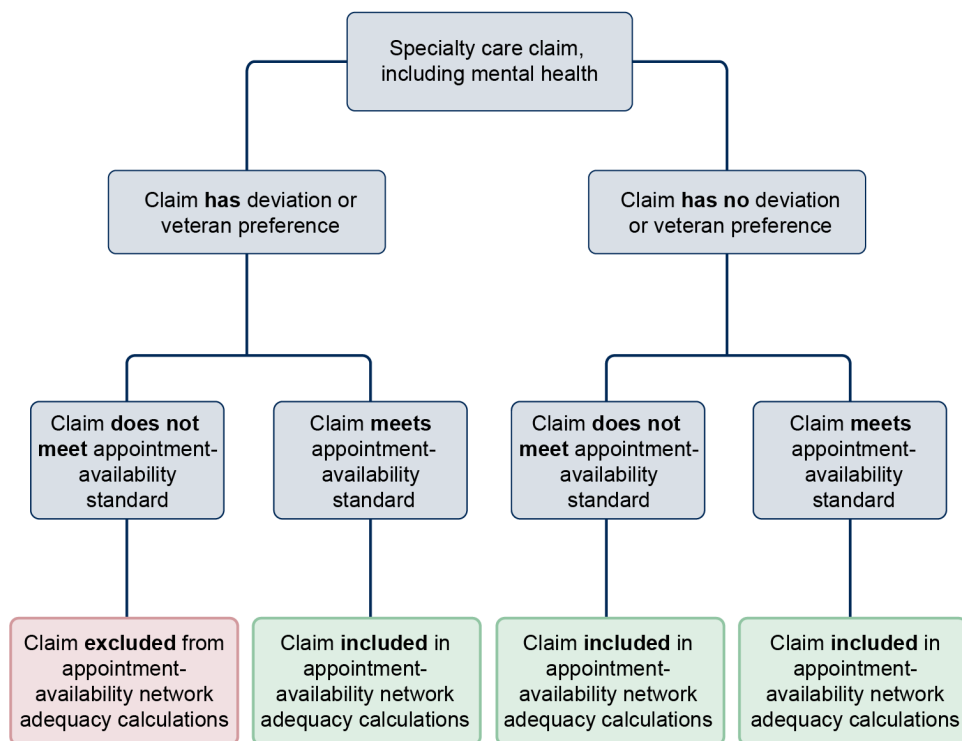 Specialty care claim,
including mental health
Claim has deviation or
veteran preference
Claim has no deviation
or veteran preference
Claim does not
meet appointment-
availability
standard
Claim meets
appointment-
availability
standard
Claim does not
meet appointment-
availability
standard
Claim meets
appointment-
availability
standard
Claim excluded from
appointment-
availability network
adequacy calculations
Claim included in
appointment-
availability network
adequacy calculations
Claim included in
appointment-
availability network
adequacy calculations
Claim included in
appointment-
availability network
adequacy calculations